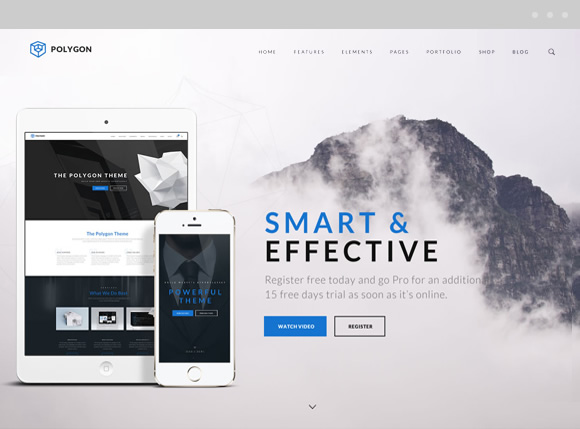 POLYGON
HOME FEATURES ELEMENTS PAGES PORTFOLIO SHOP BLOG
THE POLYGON THEME
The Polygon Theme
What We Do Best
POWERFUL
THEME
SMART &
EFFECTIVE
Register free today and go Pro for an additional
15 free days trial as soon as it's online.
WATCH VIDEO REGISTER